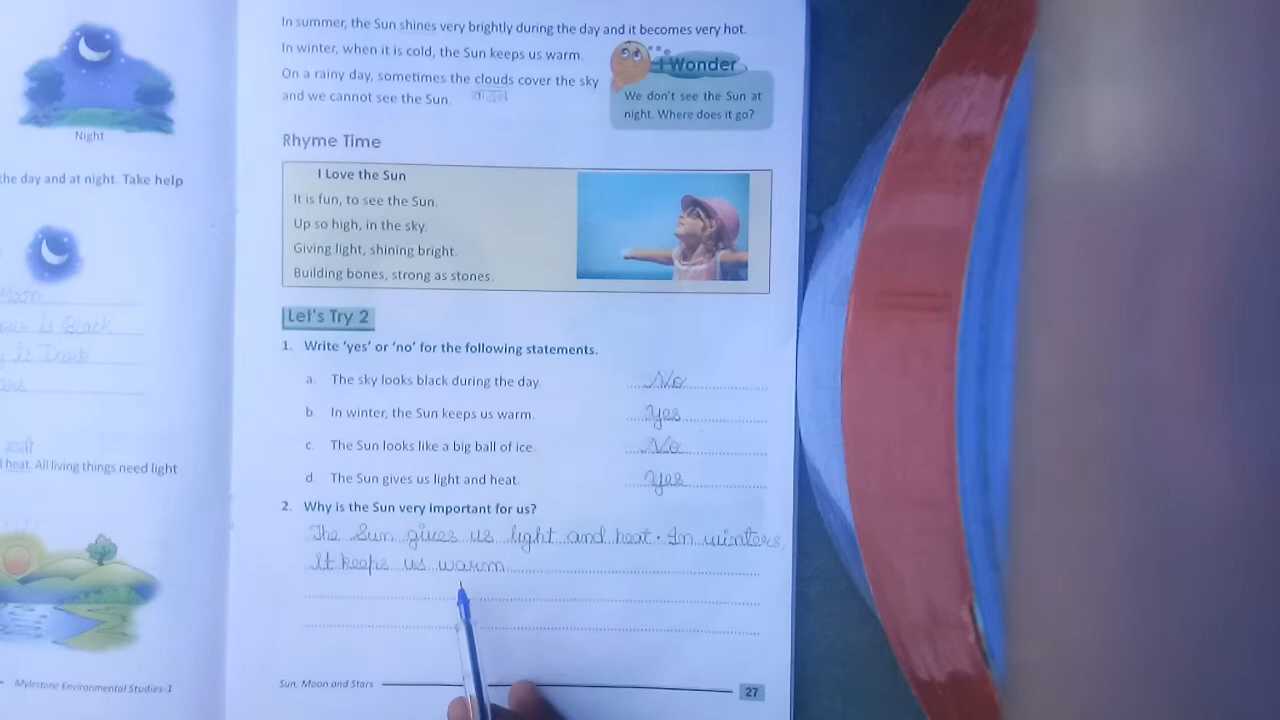 Night
the day and at night. Take help
Moon
is Black
is Dark
heat. All living things need light
Mylestone Environmental Studies-1
In summer, the Sun shines very brightly during the day and it becomes very hot.
In winter, when it is cold, the Sun keeps us warm.
On a rainy day, sometimes the clouds cover the sky
and we cannot see the Sun. बादल
I Wonder
We don't see the Sun at
night. Where does it go?
Rhyme Time
I Love the Sun
It is fun, to see the Sun.
Up so high, in the sky.
Giving light, shining bright.
Building bones, strong as stones.
Let's Try 2
1. Write 'yes' or 'no' for the following statements.
a. The sky looks black during the day. No
b. In winter, the Sun keeps us warm. Yes
c. The Sun looks like a big ball of ice. No
d. The Sun gives us light and heat. Yes
2. Why is the Sun very important for us?
The Sun gives us light and heat. In winters,
It keeps us warm
Sun, Moon and Stars
27